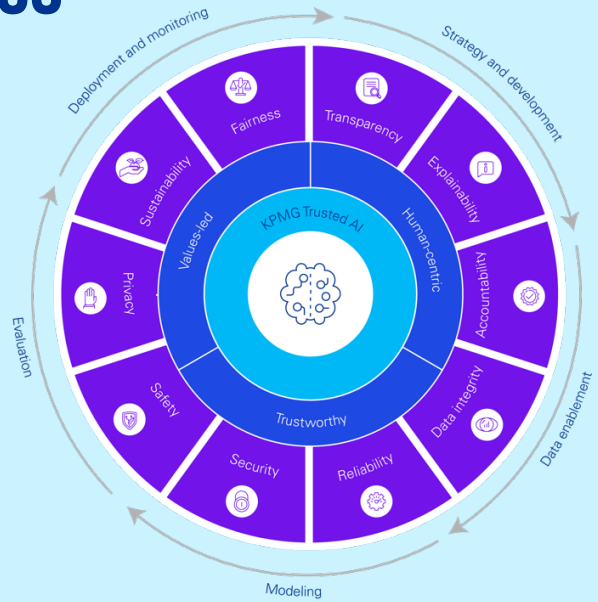 Deployment and monitoring
Strategy and development
Data enablement
Modeling
Evaluation
Fairness
Transparency
Explainability
Accountability
Data integrity
Reliability
Security
Safety
Privacy
Sustainability
Values-led
Human-centric
Trustworthy
KPMG Trusted AI